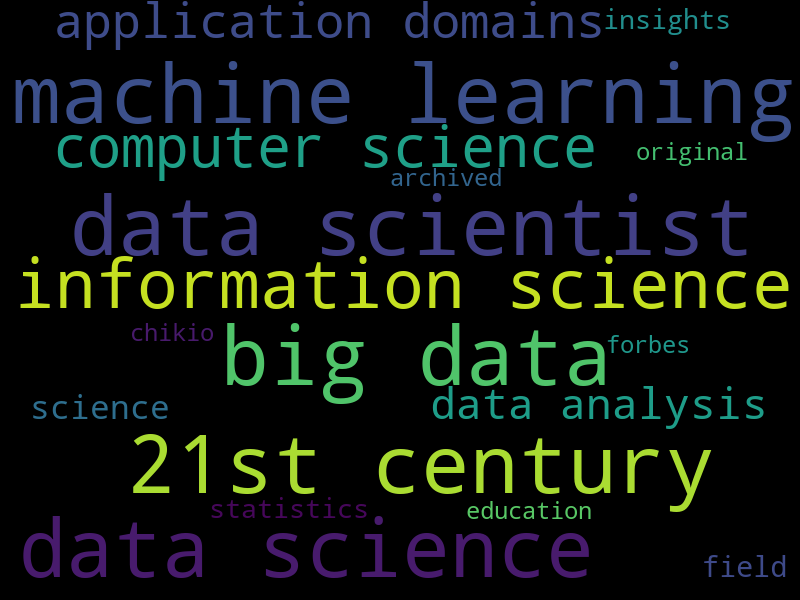 application domains
insights
machine learning
computer science
original
archived
data scientist
information science
chikio
big data
forbes
science
data analysis
21st century
statistics
education
data science
field